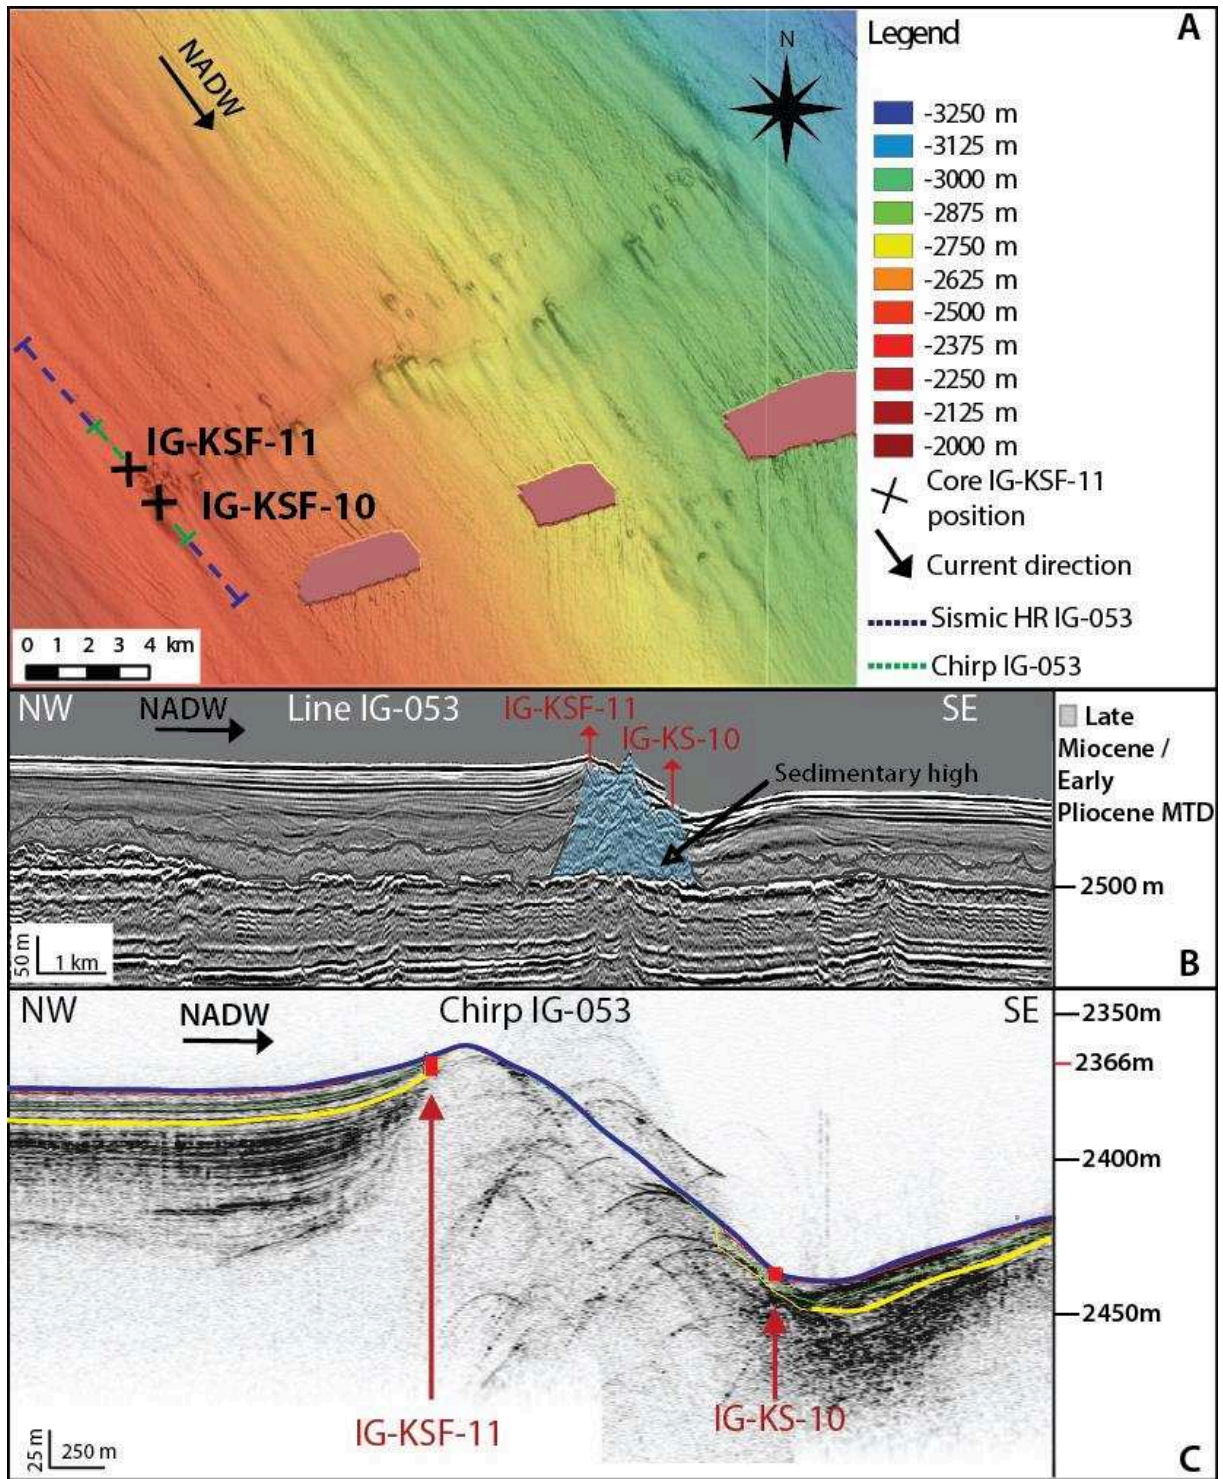 A
NADW
N
IG-KSF-11
IG-KSF-10
0 1 2 3 4 km
Legend
-3250 m
-3125 m
-3000 m
-2875 m
-2750 m
-2625 m
-2500 m
-2375 m
-2250 m
-2125 m
-2000 m
Core IG-KSF-11
position
Current direction
Sismic HR IG-053
Chirp IG-053
NW
NADW
Line IG-053
IG-KSF-11
IG-KS-10
SE
Sedimentary high
Late
Miocene /
Early
Pliocene MTD
2500 m
50 m
1 km
B
NW
NADW
Chirp IG-053
SE
2350m
2366m
2400m
2450m
IG-KSF-11
IG-KS-10
25 m
250 m
C